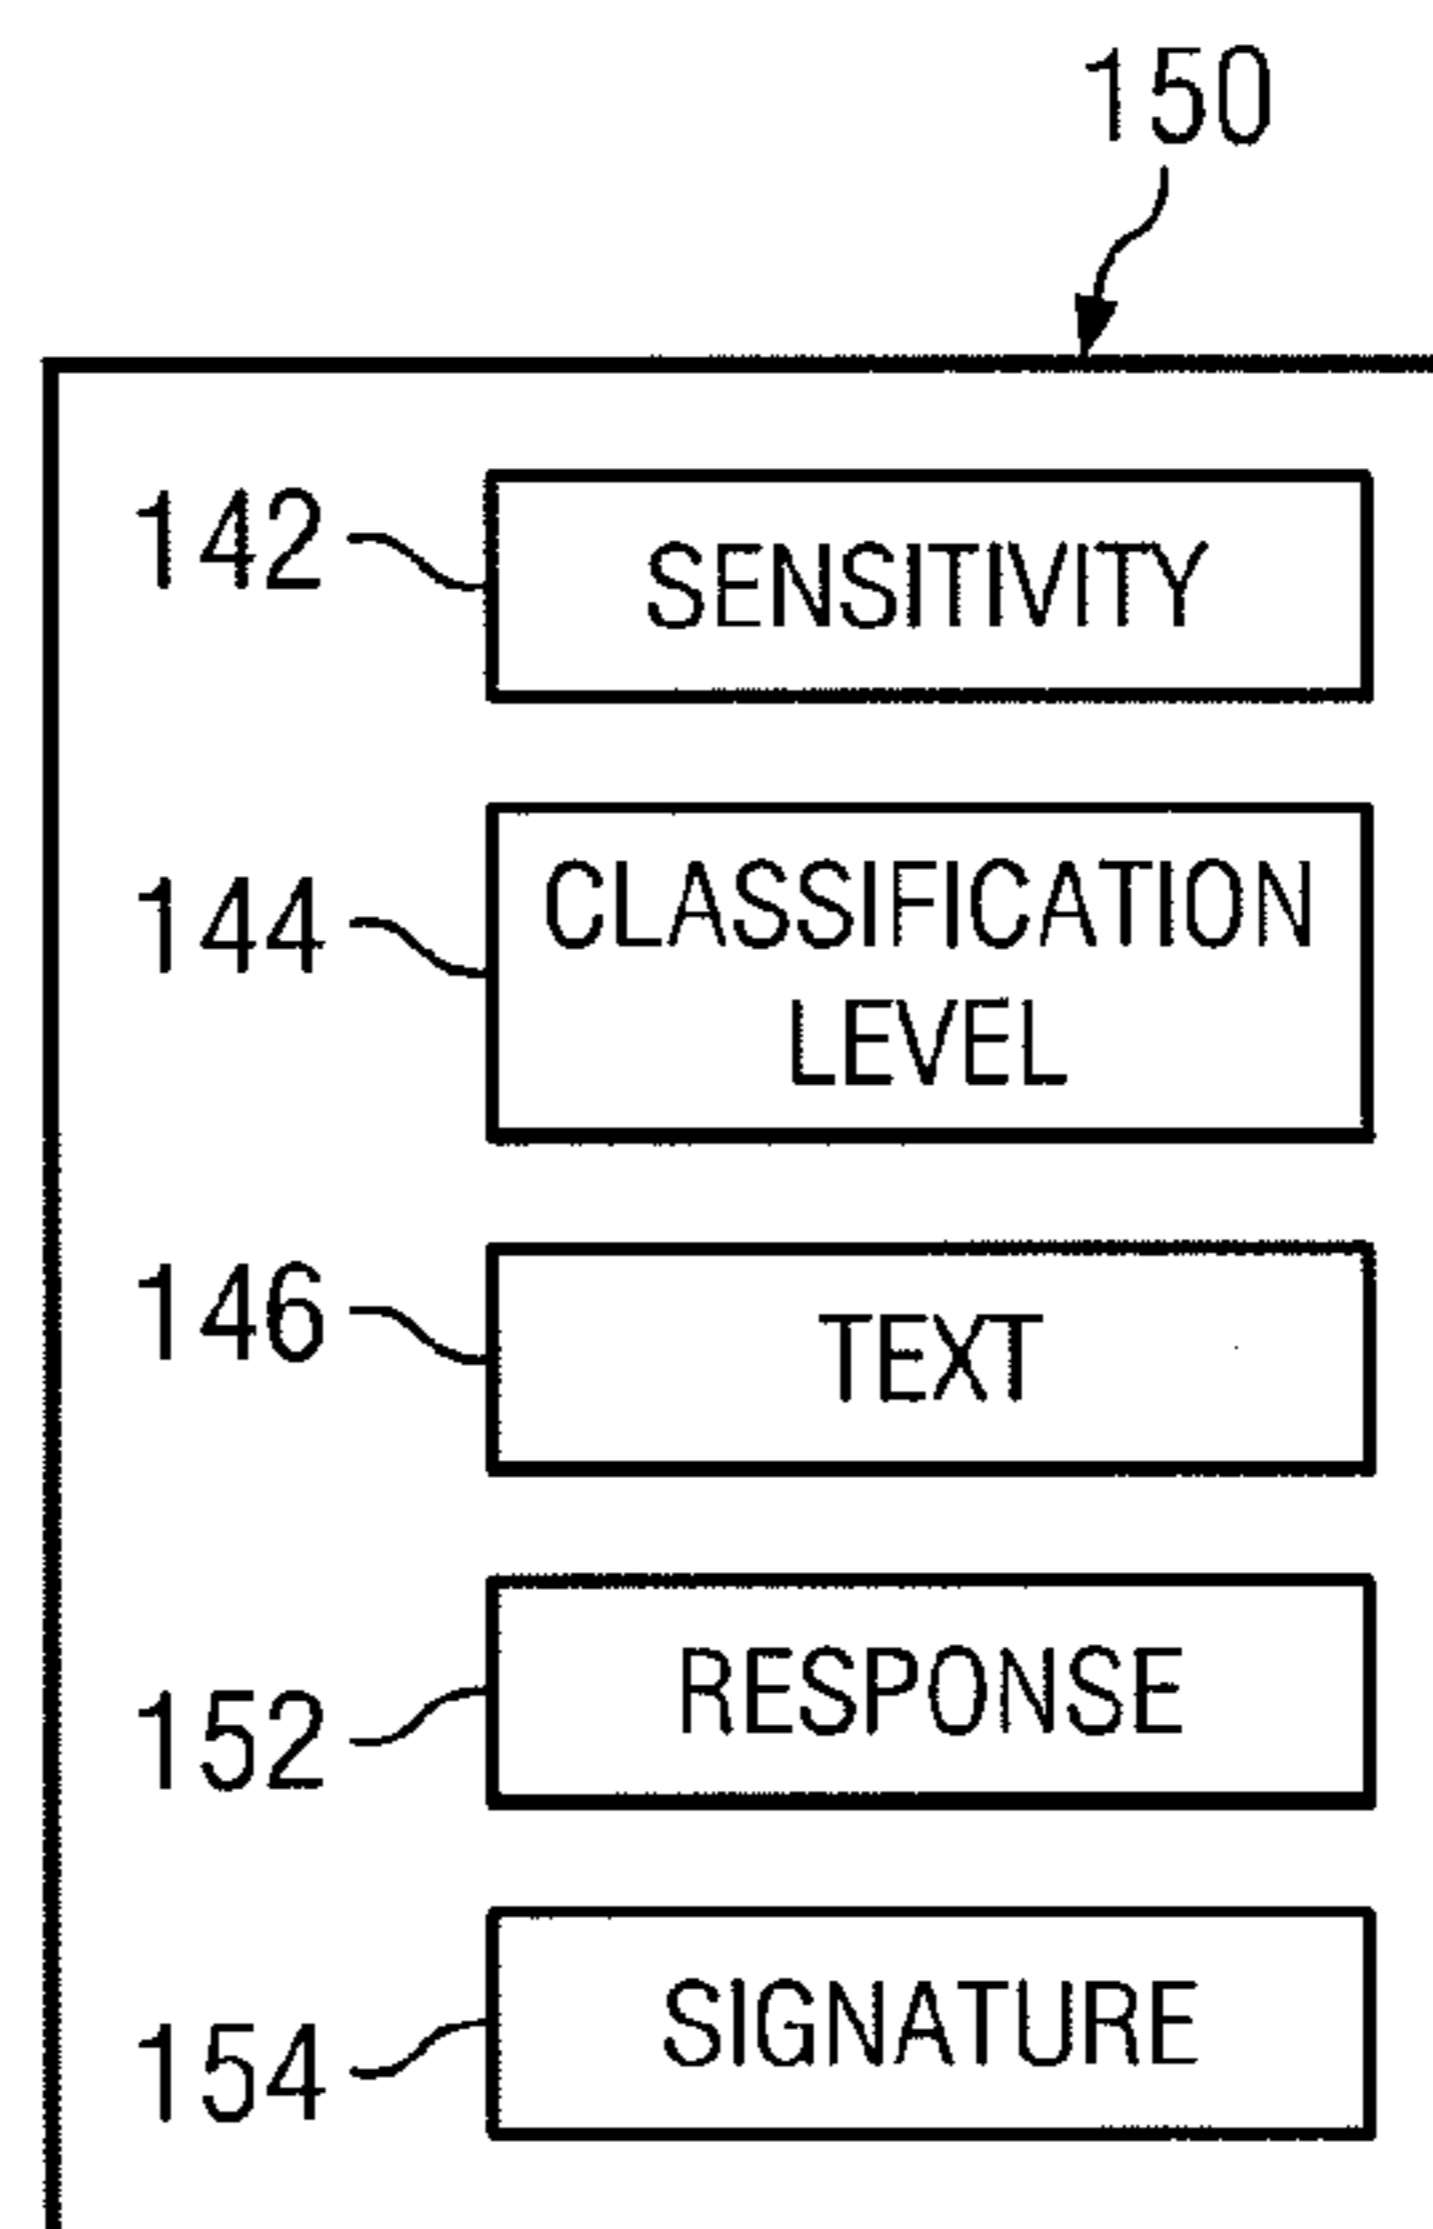 150
142 SENSITIVITY
144 CLASSIFICATION
LEVEL
146 TEXT
152 RESPONSE
154 SIGNATURE